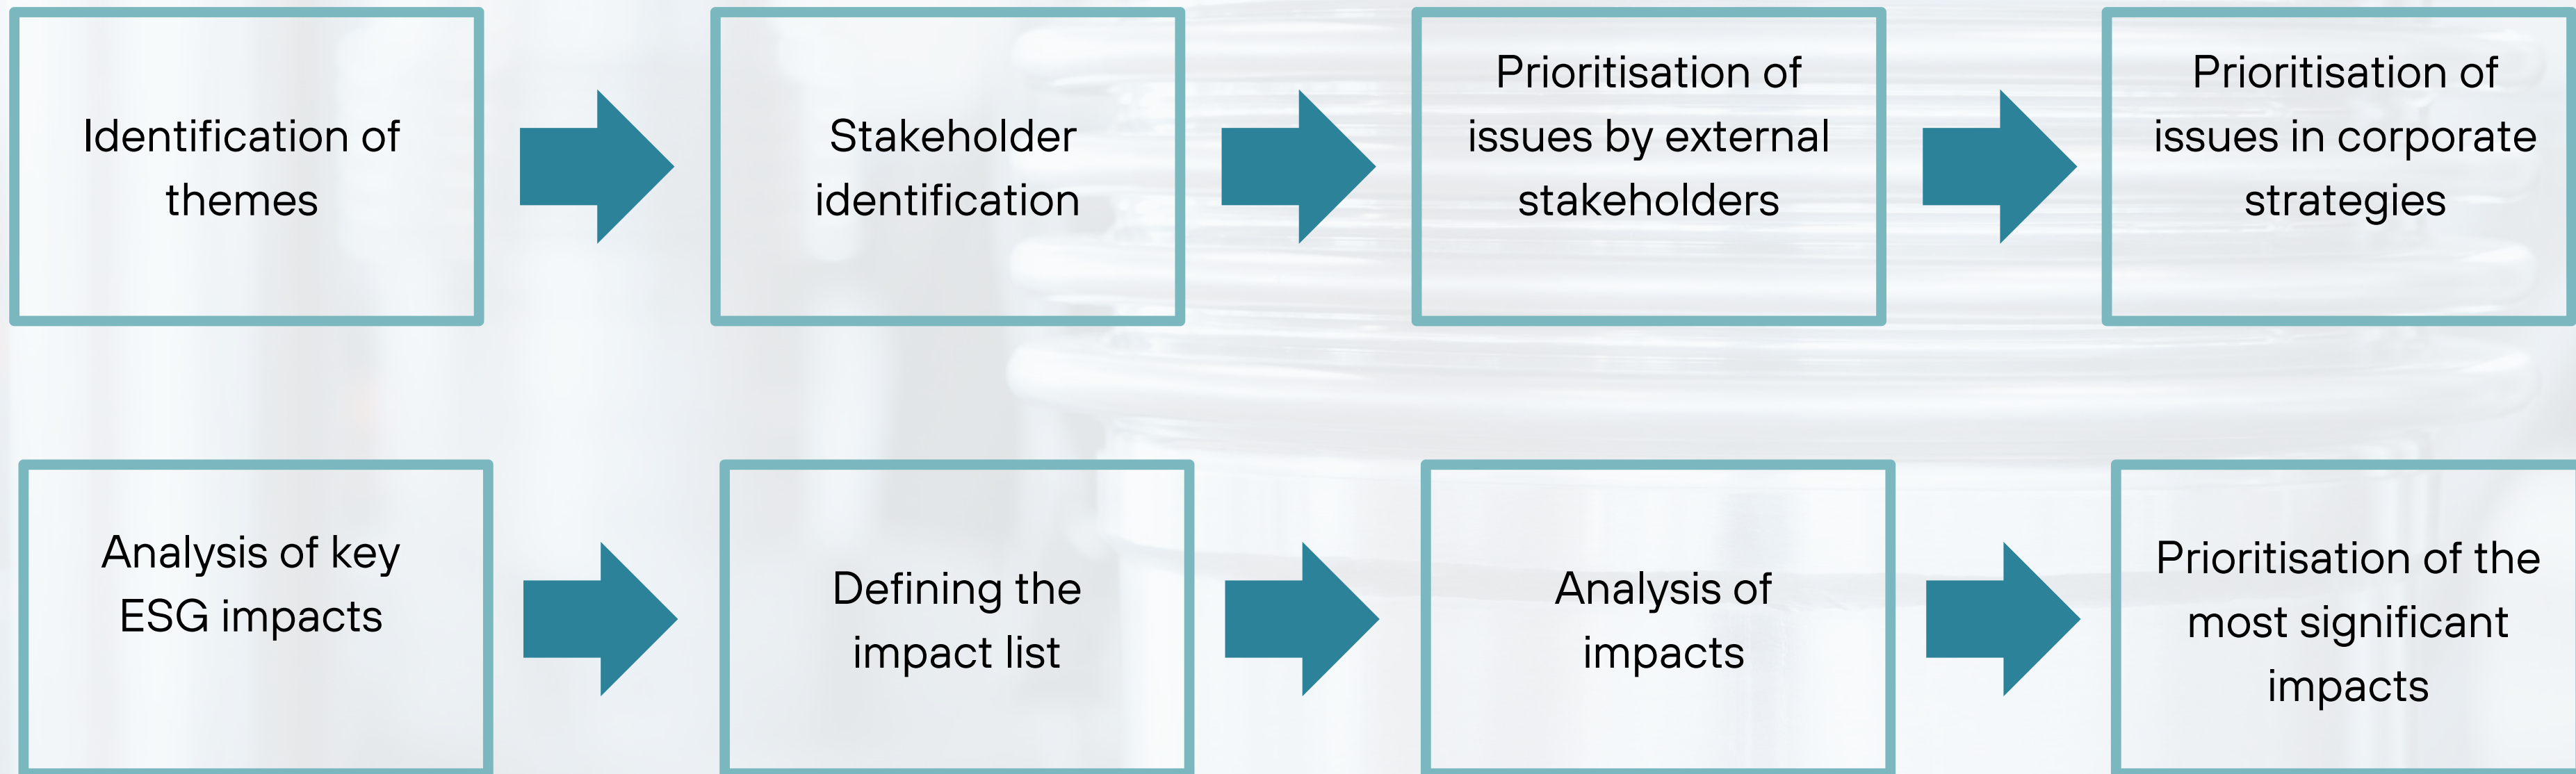 Identification of
themes
Stakeholder
identification
Prioritisation of
issues by external
stakeholders
Prioritisation of
issues in corporate
strategies
Analysis of key
ESG impacts
Defining the
impact list
Analysis of
impacts
Prioritisation of the
most significant
impacts